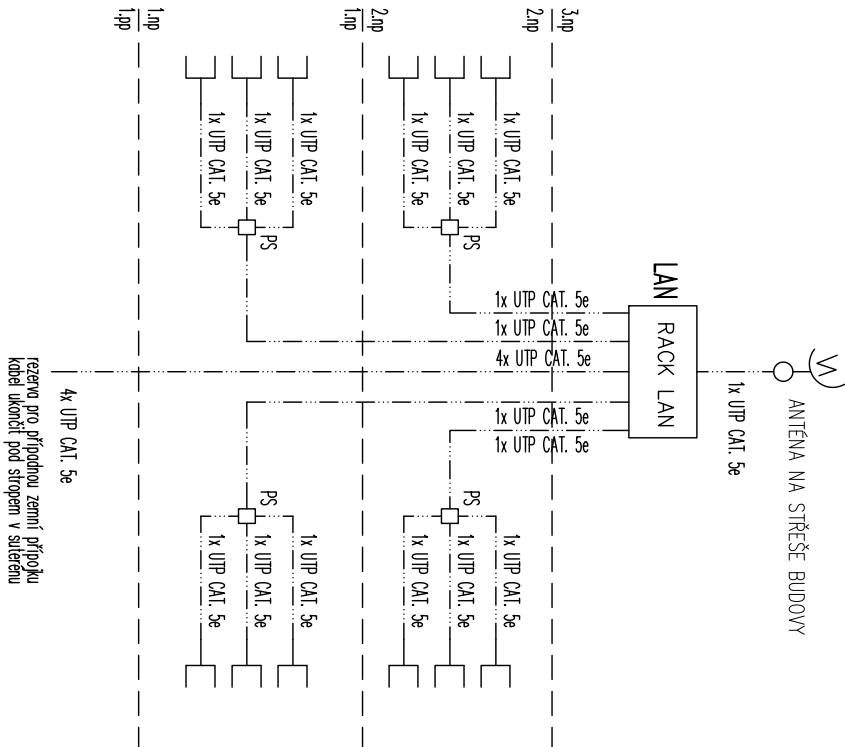 3.np
2.np
2.np
1.np
1.np
1.pp
1x UTP CAT. 5e
1x UTP CAT. 5e
1x UTP CAT. 5e
PS
1x UTP CAT. 5e
1x UTP CAT. 5e
1x UTP CAT. 5e
PS
LAN
RACK LAN
1x UTP CAT. 5e
1x UTP CAT. 5e
4x UTP CAT. 5e
1x UTP CAT. 5e
1x UTP CAT. 5e
1x UTP CAT. 5e
ANTÉNA NA STŘEŠE BUDOVY
PS
1x UTP CAT. 5e
1x UTP CAT. 5e
1x UTP CAT. 5e
PS
1x UTP CAT. 5e
1x UTP CAT. 5e
1x UTP CAT. 5e
4x UTP CAT. 5e
rezerva pro případnou zemní přípojku
kabel ukončit pod stropem v suterénu